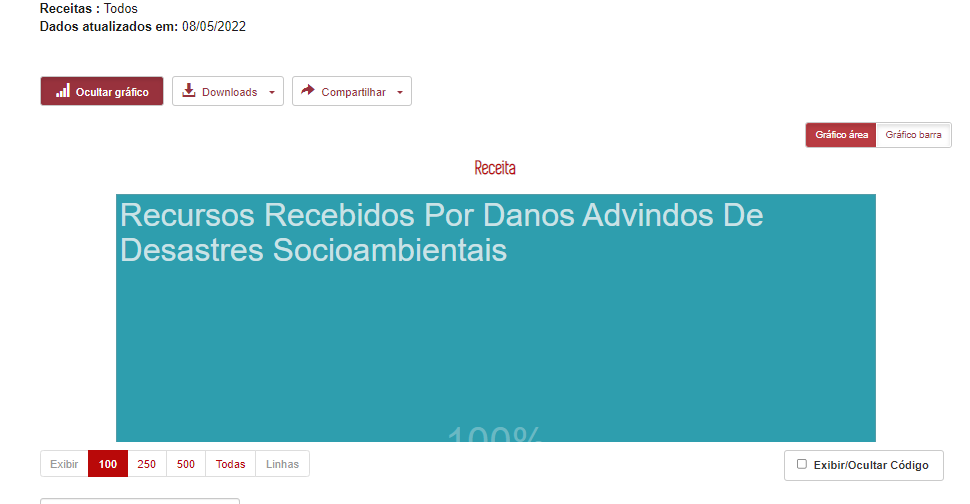 Receitas : Todos
Dados atualizados em: 08/05/2022
Ocultar gráfico Downloads Compartilhar
Gráfico área Gráfico barra
Receita
Recursos Recebidos Por Danos Advindos De
Desastres Socioambientais
100%
Exibir 100 250 500 Todas Linhas
Exibir/Ocultar Código